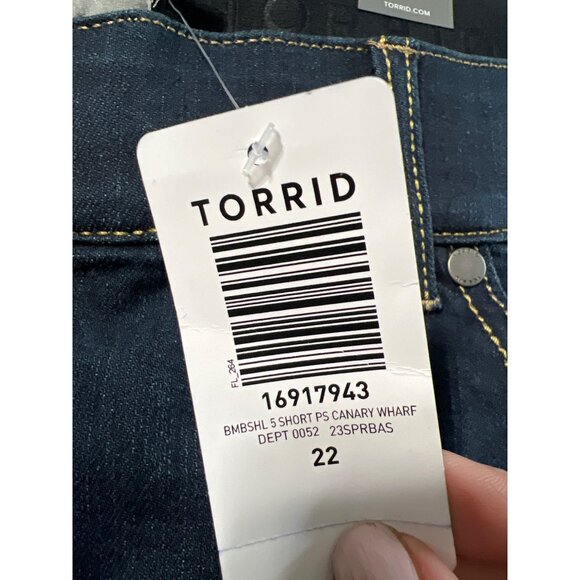 TORRID.COM
TORRID
FL_264
16917943
BMBSHL 5 SHORT PS CANARY WHARF
DEPT 0052 23SPRBAS
22